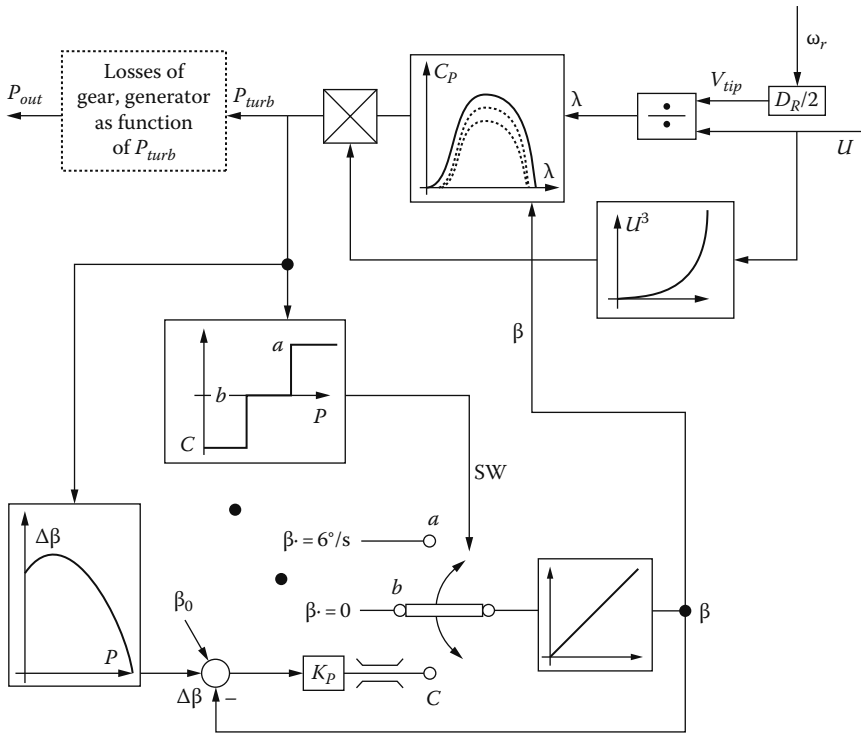 ω_r
Losses of
gear, generator
as function
of P_turb
P_out
P_turb
C_P
λ
λ
V_tip
D_R/2
U
U^3
β
a
b
P
C
SW
Δβ
P
β· = 6°/s
a
b
β· = 0
β
β_0
Δβ
–
K_P
C